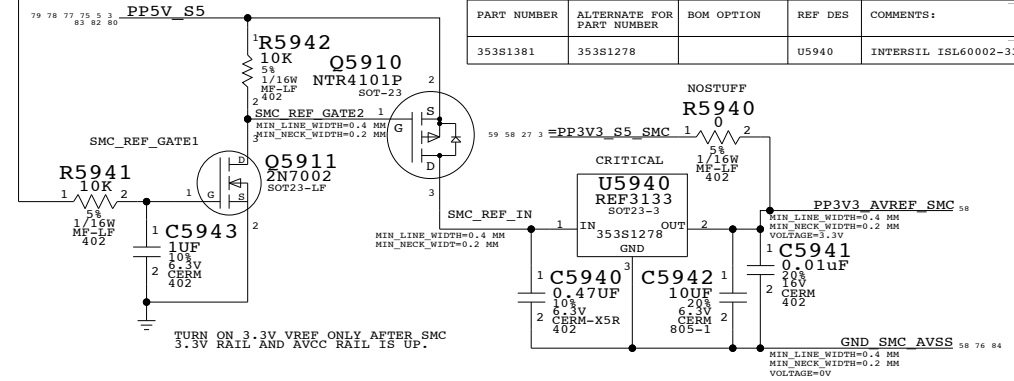 79 78 77 75 5 3
83 82 80
PP5V_S5
PART NUMBER
ALTERNATE FOR
PART NUMBER
BOM OPTION
REF DES
COMMENTS:
353S1381
353S1278
U5940
INTERSIL ISL60002-33
1
R5942
10K
5%
1/16W
MF-LF
402
2
Q5910
NTR4101P
SOT-23
2
S
G
D
3
SMC_REF_GATE2
1
MIN_LINE_WIDTH=0.4 MM
MIN_NECK_WIDTH=0.2 MM
SMC_REF_GATE1
3
D
Q5911
2N7002
SOT23-LF
1
G
S
2
R5941
10K
1
2
5%
1/16W
MF-LF
402
1
C5943
1UF
10%
6.3V
CERM
402
2
TURN ON 3.3V VREF ONLY AFTER SMC
3.3V RAIL AND AVCC RAIL IS UP.
NOSTUFF
R5940
0
59 58 27 3
=PP3V3_S5_SMC
1
2
5%
1/16W
MF-LF
402
CRITICAL
U5940
REF3133
SOT23-3
SMC_REF_IN
1
IN
OUT
2
353S1278
GND
3
MIN_LINE_WIDTH=0.4 MM
MIN_NECK_WIDT=0.2 MM
PP3V3_AVREF_SMC
58
MIN_LINE_WIDTH=0.4 MM
MIN_NECK_WIDTH=0.2 MM
VOLTAGE=3.3V
1
C5940
0.47UF
10%
6.3V
CERM-X5R
402
2
C5942
1
10UF
20%
6.3V
CERM
805-1
2
1
C5941
0.01uF
20%
16V
CERM
402
2
GND_SMC_AVSS
58 76 84
MIN_LINE_WIDTH=0.4 MM
MIN_NECK_WIDTH=0.2 MM
VOLTAGE=0V